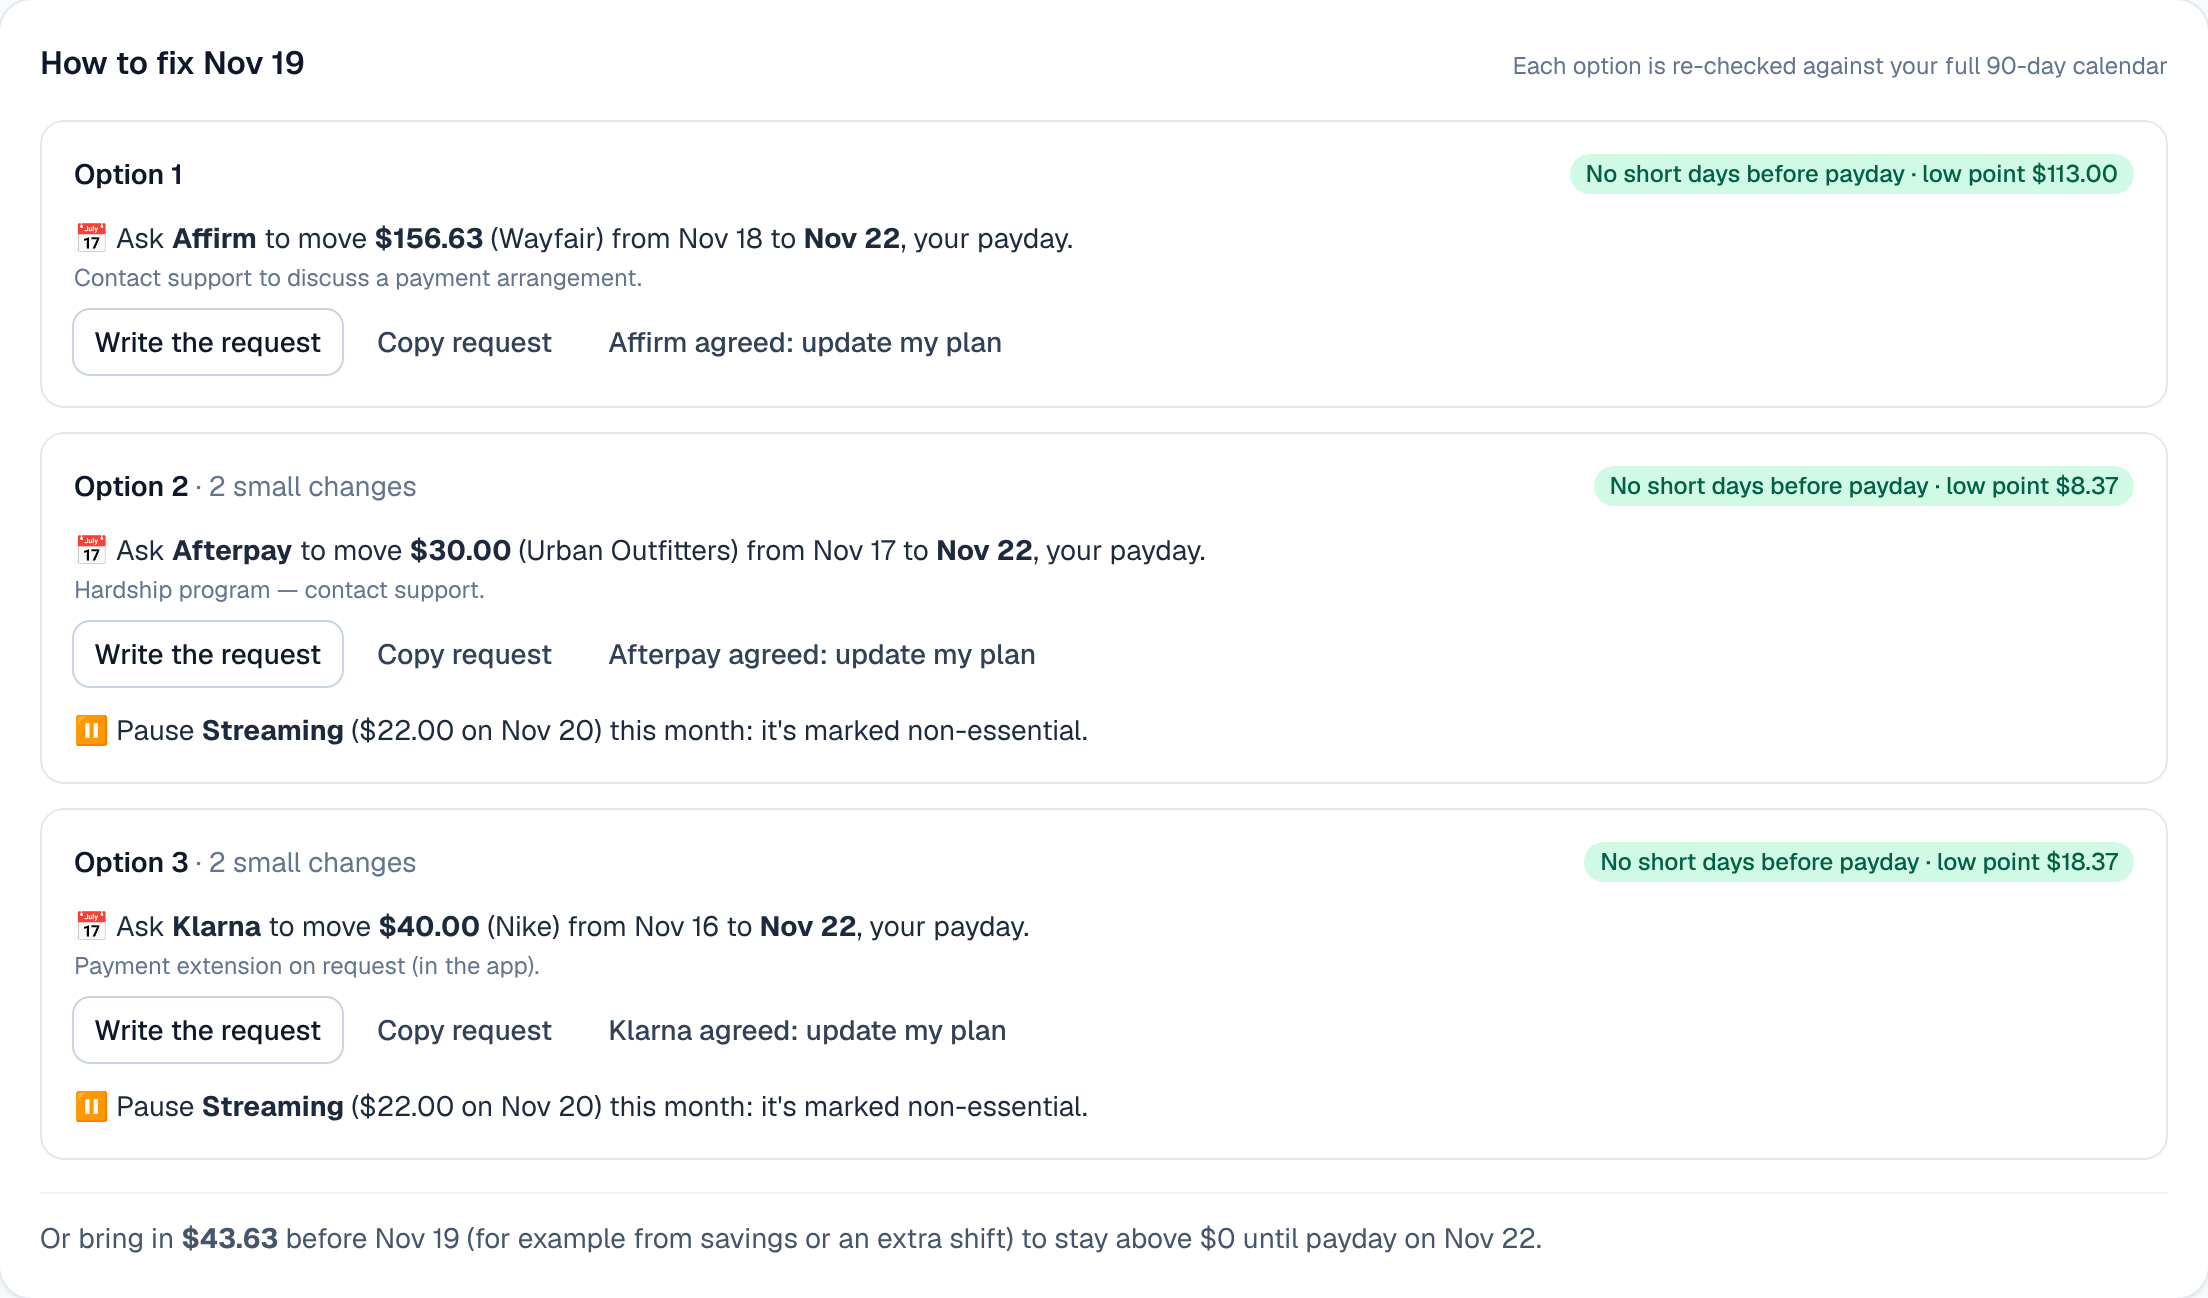 How to fix Nov 19
Each option is re-checked against your full 90-day calendar
Option 1
No short days before payday · low point $113.00
📅 Ask Affirm to move $156.63 (Wayfair) from Nov 18 to Nov 22, your payday.
Contact support to discuss a payment arrangement.
Write the request
Copy request
Affirm agreed: update my plan
Option 2 · 2 small changes
No short days before payday · low point $8.37
📅 Ask Afterpay to move $30.00 (Urban Outfitters) from Nov 17 to Nov 22, your payday.
Hardship program — contact support.
Write the request
Copy request
Afterpay agreed: update my plan
⏸️ Pause Streaming ($22.00 on Nov 20) this month: it's marked non-essential.
Option 3 · 2 small changes
No short days before payday · low point $18.37
📅 Ask Klarna to move $40.00 (Nike) from Nov 16 to Nov 22, your payday.
Payment extension on request (in the app).
Write the request
Copy request
Klarna agreed: update my plan
⏸️ Pause Streaming ($22.00 on Nov 20) this month: it's marked non-essential.
Or bring in $43.63 before Nov 19 (for example from savings or an extra shift) to stay above $0 until payday on Nov 22.